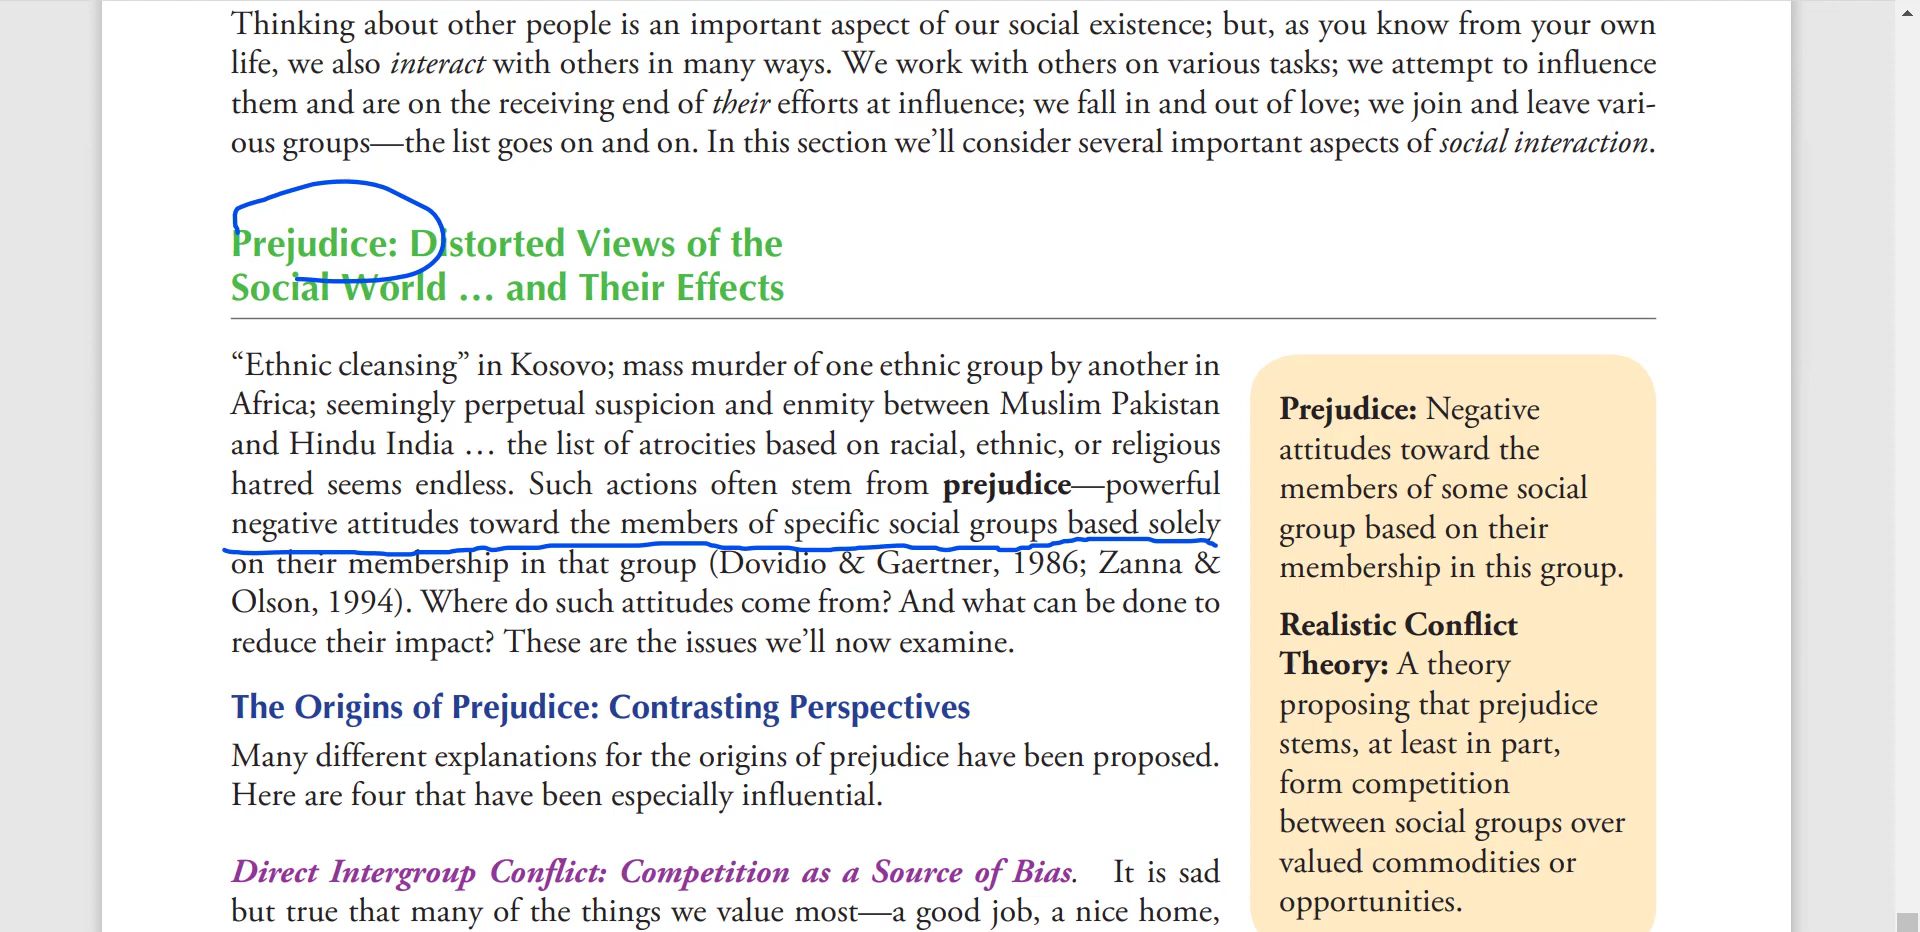 Thinking about other people is an important aspect of our social existence; but, as you know from your own
life, we also interact with others in many ways. We work with others on various tasks; we attempt to influence
them and are on the receiving end of their efforts at influence; we fall in and out of love; we join and leave vari-
ous groups—the list goes on and on. In this section we’ll consider several important aspects of social interaction.
Prejudice: Distorted Views of the
Social World … and Their Effects
“Ethnic cleansing” in Kosovo; mass murder of one ethnic group by another in
Africa; seemingly perpetual suspicion and enmity between Muslim Pakistan
and Hindu India … the list of atrocities based on racial, ethnic, or religious
hatred seems endless. Such actions often stem from prejudice—powerful
negative attitudes toward the members of specific social groups based solely
on their membership in that group (Dovidio & Gaertner, 1986; Zanna &
Olson, 1994). Where do such attitudes come from? And what can be done to
reduce their impact? These are the issues we’ll now examine.
The Origins of Prejudice: Contrasting Perspectives
Many different explanations for the origins of prejudice have been proposed.
Here are four that have been especially influential.
Direct Intergroup Conflict: Competition as a Source of Bias. It is sad
but true that many of the things we value most—a good job, a nice home,
Prejudice: Negative
attitudes toward the
members of some social
group based on their
membership in this group.
Realistic Conflict
Theory: A theory
proposing that prejudice
stems, at least in part,
form competition
between social groups over
valued commodities or
opportunities.